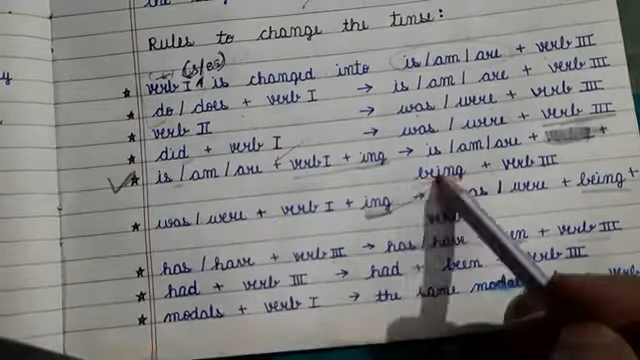 Rules to change the tense:
(s/es)
★ verb I is changed into is/am/are + verb III
★ do/does + verb I → is/am/are + verb III
★ verb II → was/were + verb III
★ did + verb I → was/were + verb III
★ is/am/are + verb I + ing → is/am/are + +
being + verb III
★ was/were + verb I + ing → /were + being +
★ has/have + verb III → has/have + verb III
★ had + verb III → had + been + verb III
★ modals + verb I → the same modal